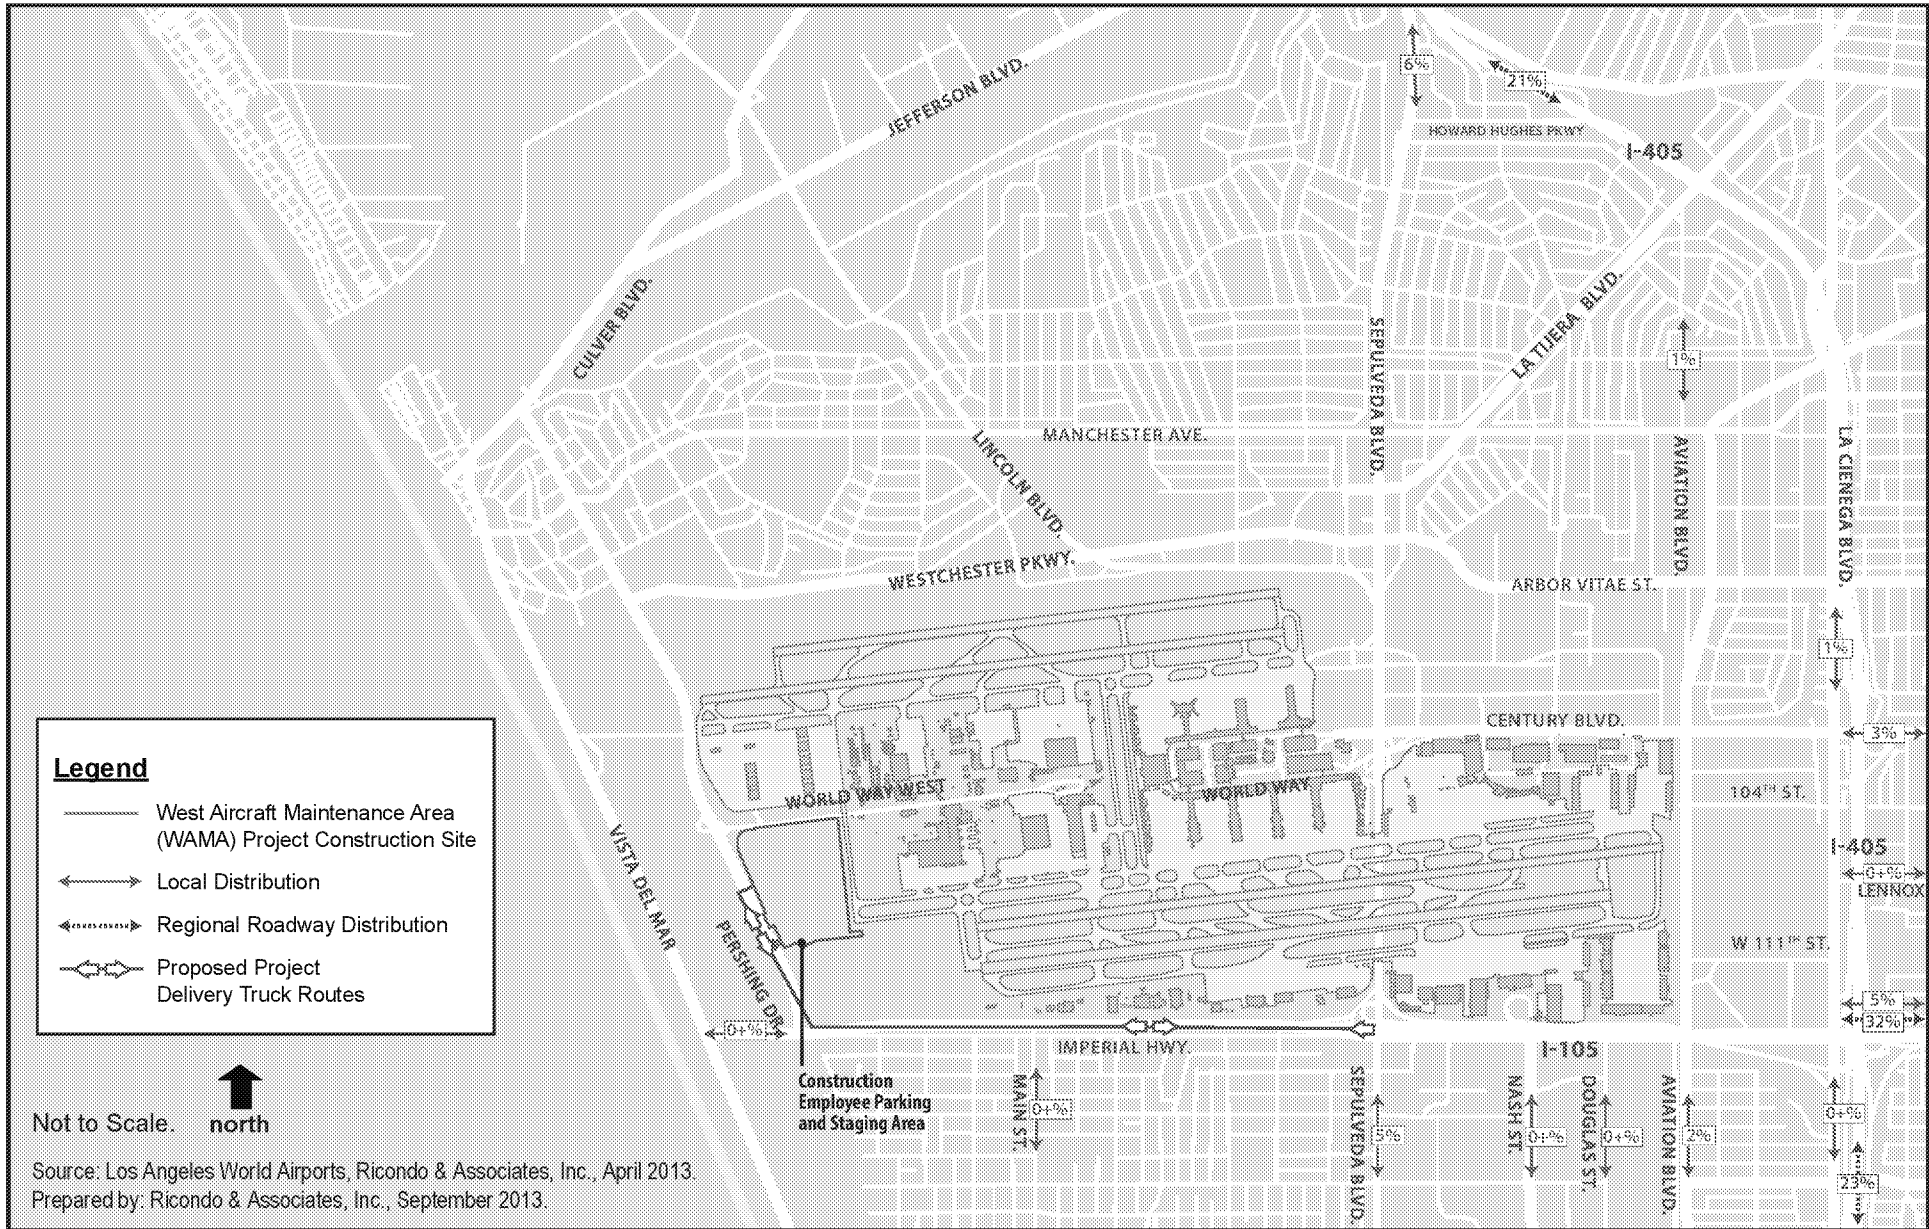 6%
21%
JEFFERSON BLVD.
HOWARD HUGHES PKWY
I-405
CULVER BLVD.
SEPULVEDA BLVD.
LA TIJERA BLVD.
1%
MANCHESTER AVE.
LINCOLN BLVD.
AVIATION BLVD.
LA CIENEGA BLVD.
WESTCHESTER PKWY.
ARBOR VITAE ST.
1%
CENTURY BLVD.
3%
WORLD WAY WEST
WORLD WAY
104TH ST.
I-405
0+%
LENNOX
VISTA DEL MAR
PERSHING DR.
W 111TH ST.
5%
32%
0+%
IMPERIAL HWY.
I-105
Construction
Employee Parking
and Staging Area
MAIN ST.
0+%
SEPULVEDA BLVD.
5%
NASH ST.
0+%
DOUGLAS ST.
0+%
AVIATION BLVD.
2%
0+%
23%
Legend
West Aircraft Maintenance Area
(WAMA) Project Construction Site
Local Distribution
Regional Roadway Distribution
Proposed Project
Delivery Truck Routes
Not to Scale.
north
Source: Los Angeles World Airports, Ricondo & Associates, Inc., April 2013.
Prepared by: Ricondo & Associates, Inc., September 2013.